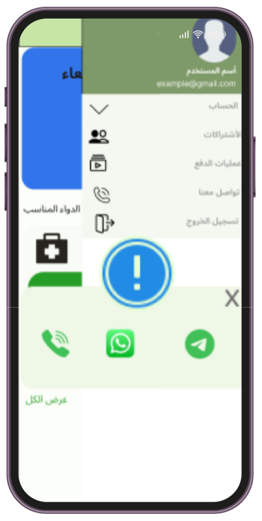 أسم المستخدم
example@gmail.com
الحساب
الأشتراكات
عمليات الدفع
تواصل معنا
تسجيل الخروج
الدواء المناسب
X
عرض الكل